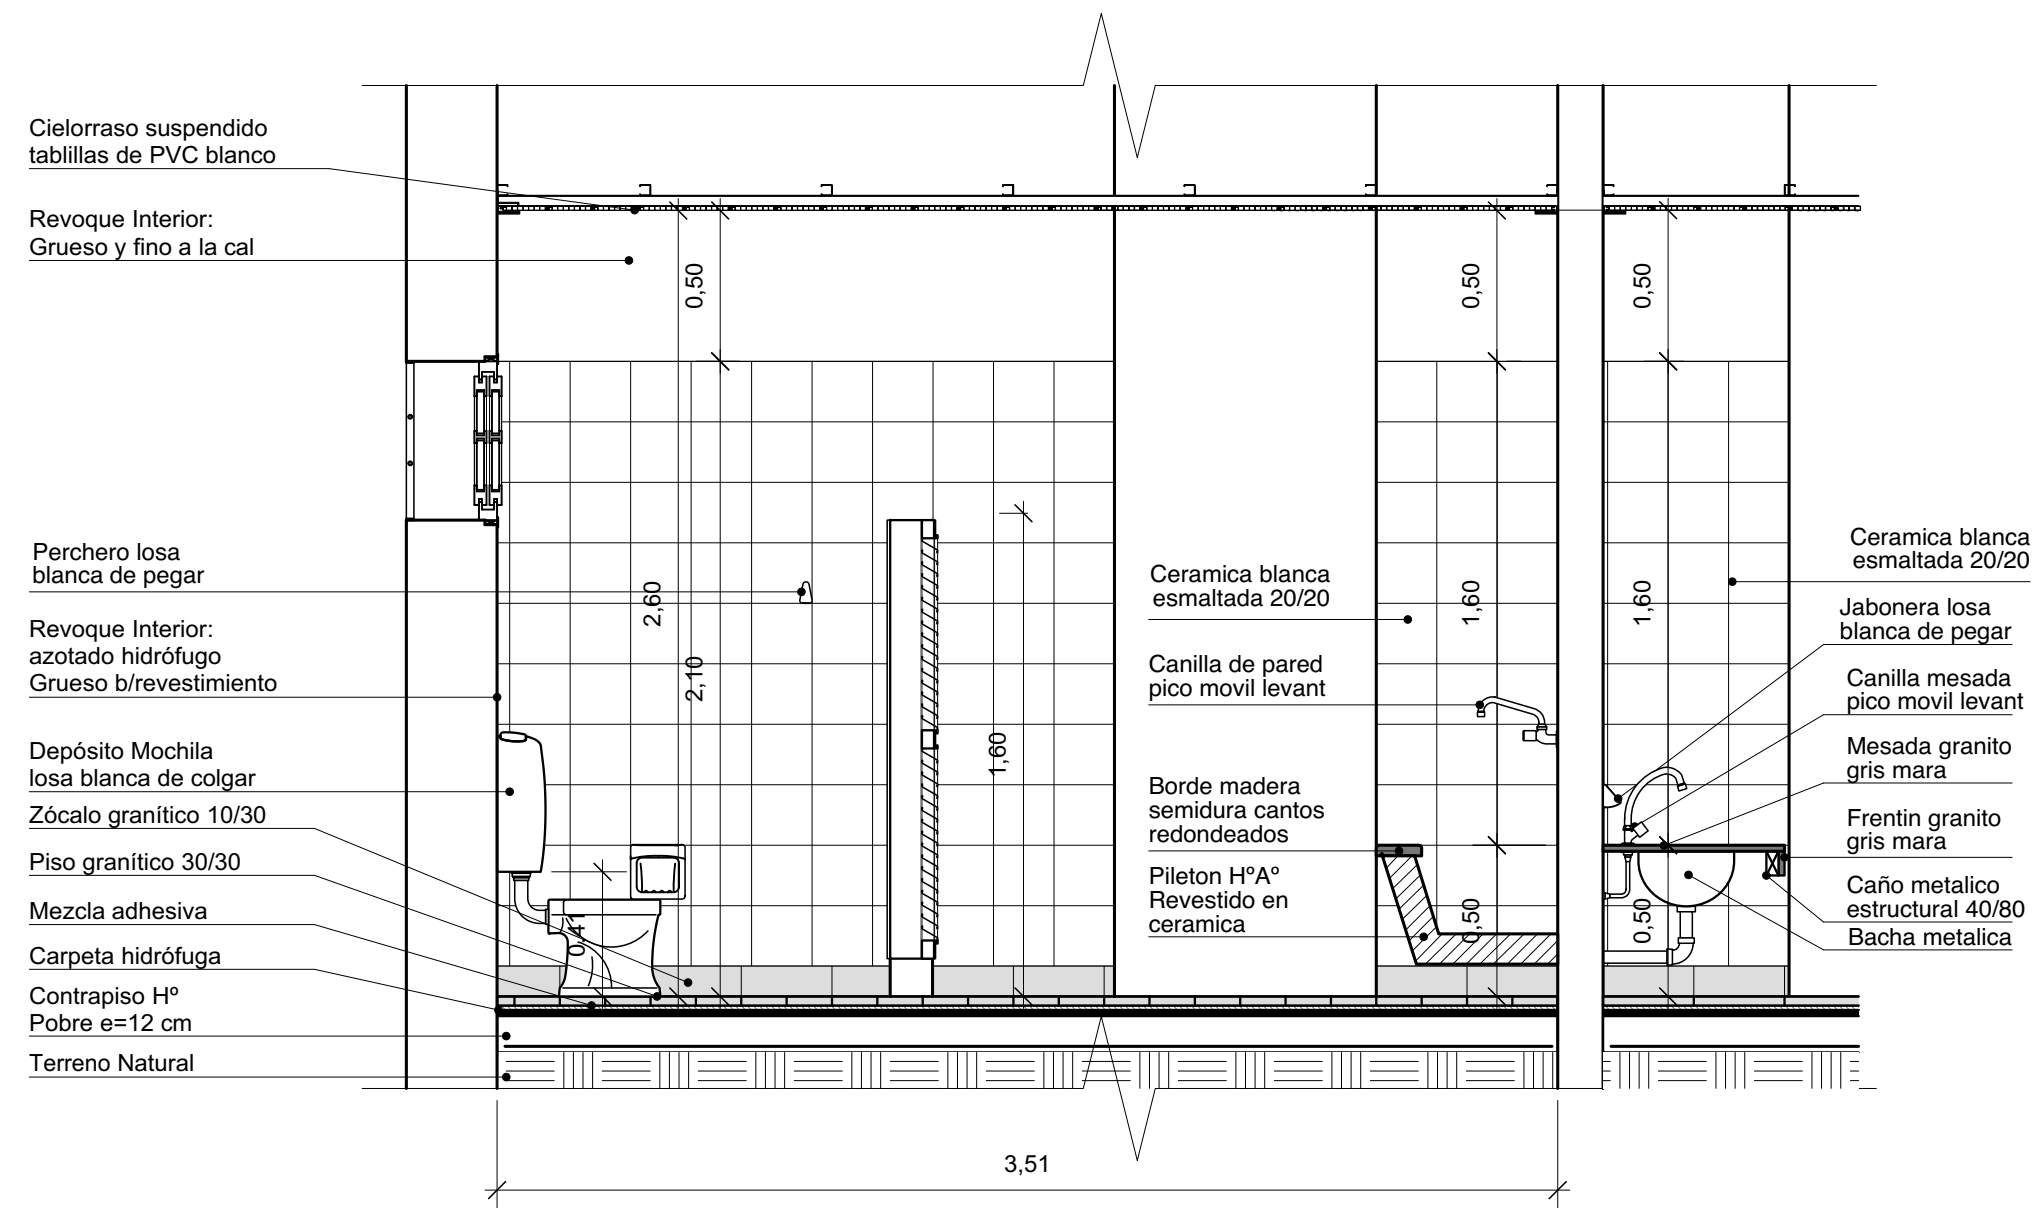 Cielorraso suspendido
tablillas de PVC blanco
Revoque Interior:
Grueso y fino a la cal
Perchero losa
blanca de pegar
Revoque Interior:
azotado hidrófugo
Grueso b/revestimiento
Depósito Mochila
losa blanca de colgar
Zócalo granítico 10/30
Piso granítico 30/30
Mezcla adhesiva
Carpeta hidrófuga
Contrapiso Hº
Pobre e=12 cm
Terreno Natural
0,50
2,60
2,10
0,41
1,60
3,51
Ceramica blanca
esmaltada 20/20
Canilla de pared
pico movil levant
Borde madera
semidura cantos
redondeados
Pileton HºAº
Revestido en
ceramica
0,50
1,60
0,50
0,50
1,60
0,50
Ceramica blanca
esmaltada 20/20
Jabonera losa
blanca de pegar
Canilla mesada
pico movil levant
Mesada granito
gris mara
Frentin granito
gris mara
Caño metalico
estructural 40/80
Bacha metalica